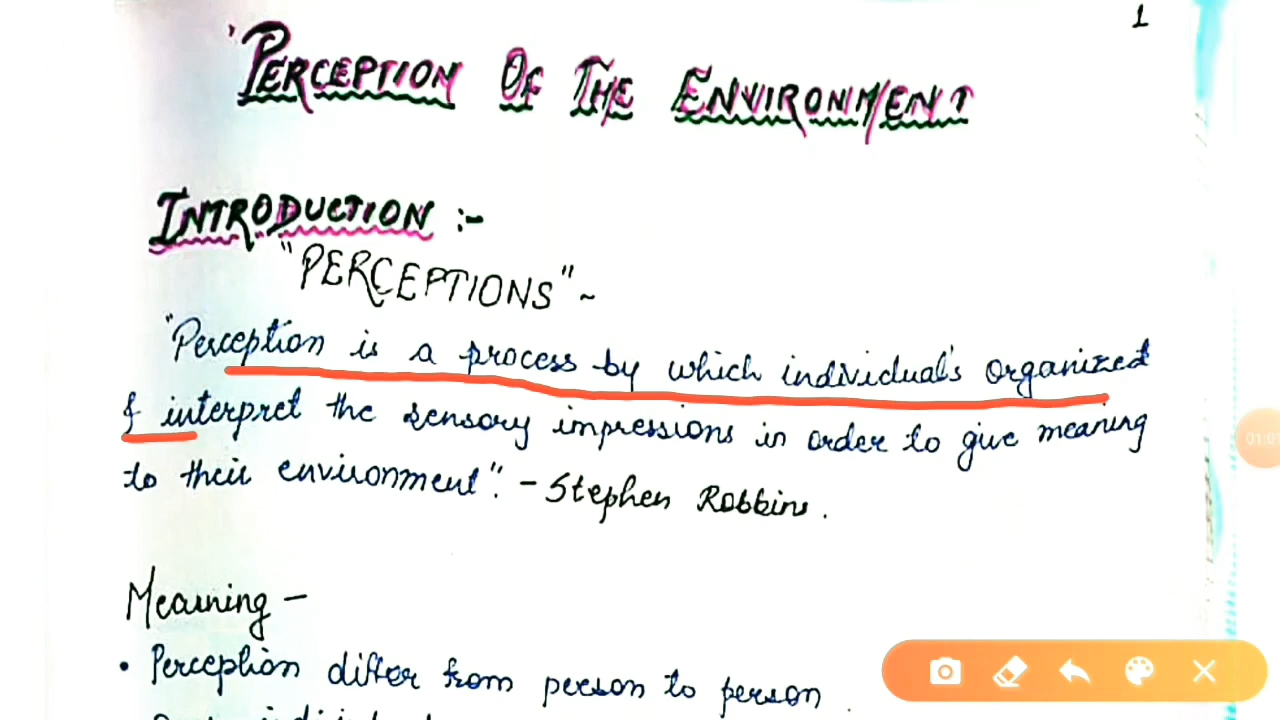 1
"PERCEPTION OF THE ENVIRONMENT
INTRODUCTION :-
"PERCEPTIONS" ~
"Perception is a process by which individual's organized
& interpret the sensory impressions in order to give meaning
to their environment". - Stephen Robbins.
Meaning -
• Perception differ from person to person.